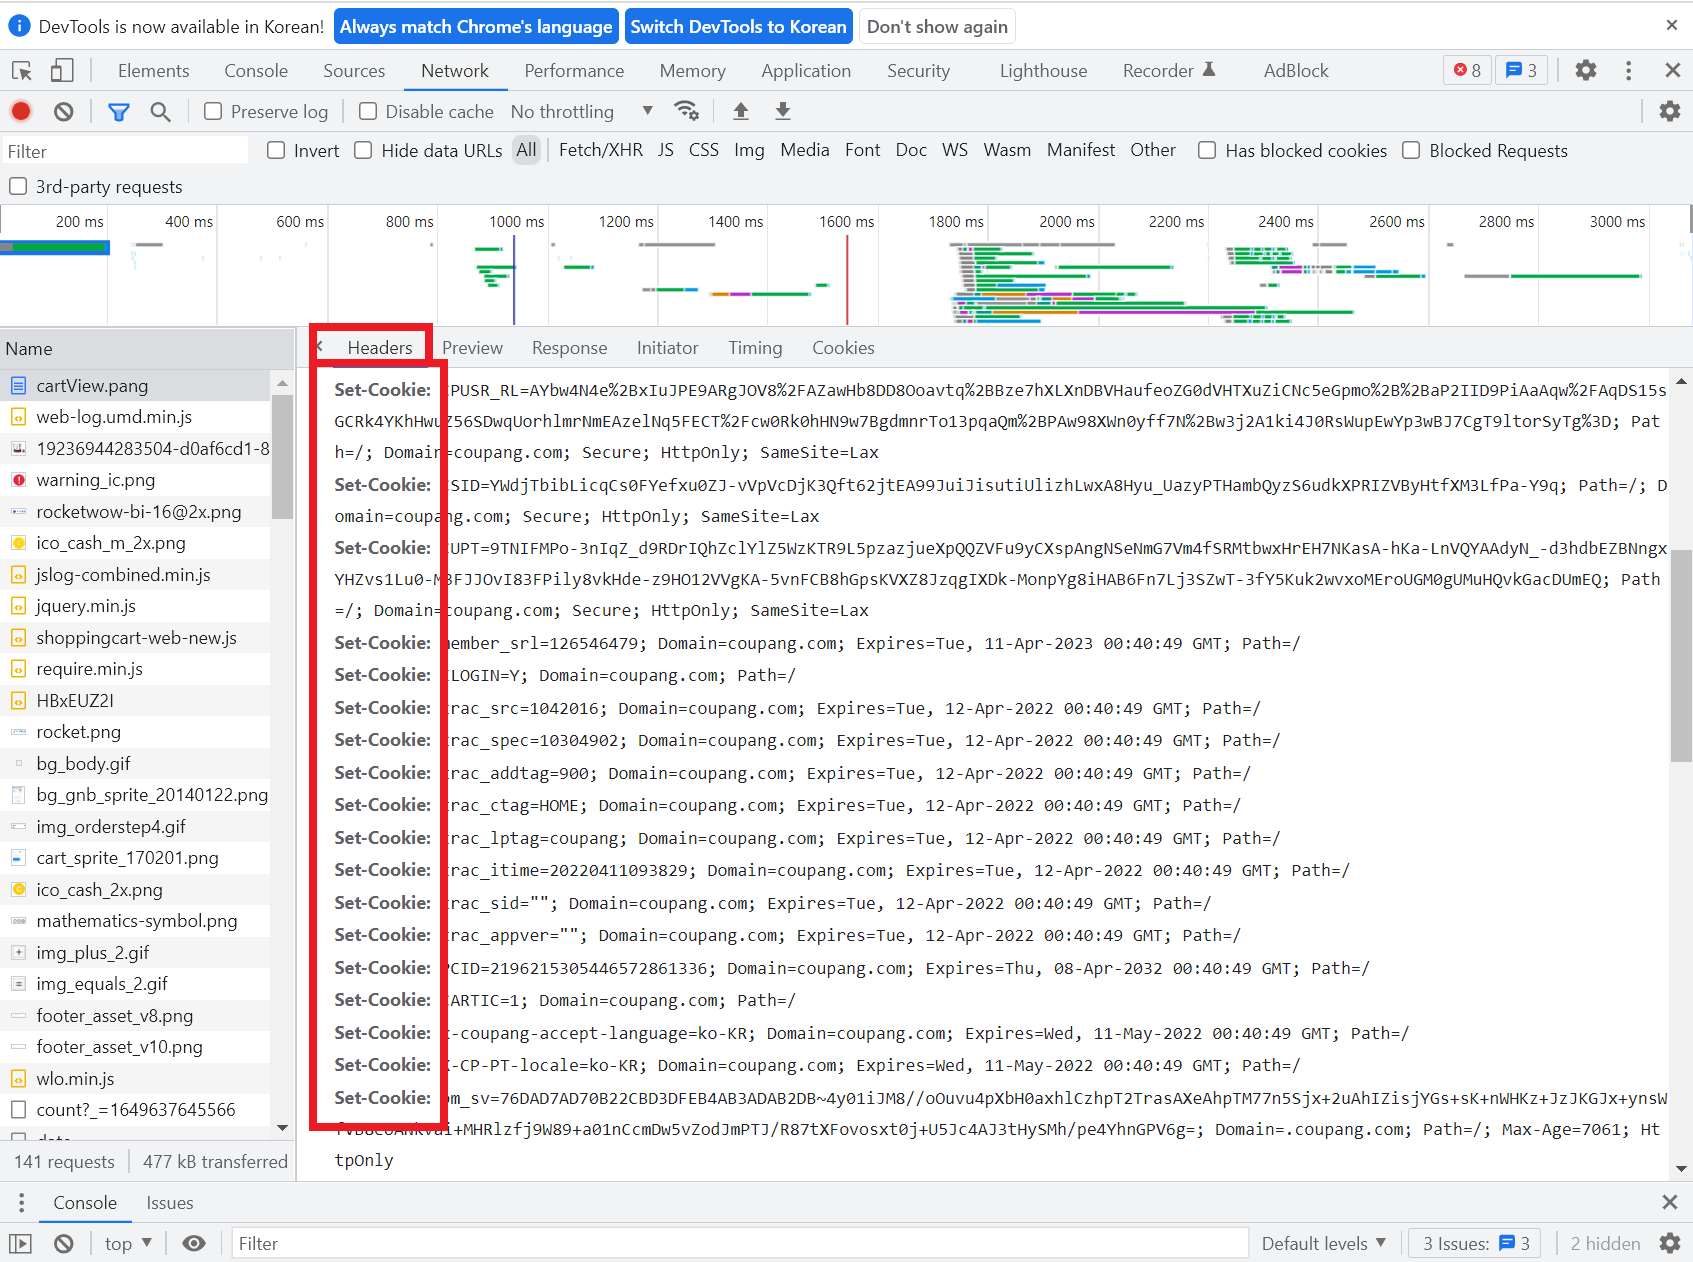 DevTools is now available in Korean! Always match Chrome's language Switch DevTools to Korean Don't show again
Elements Console Sources Network Performance Memory Application Security Lighthouse Recorder AdBlock 8 3
Preserve log Disable cache No throttling
Filter Invert Hide data URLs All Fetch/XHR JS CSS Img Media Font Doc WS Wasm Manifest Other Has blocked cookies Blocked Requests
3rd-party requests
200 ms 400 ms 600 ms 800 ms 1000 ms 1200 ms 1400 ms 1600 ms 1800 ms 2000 ms 2200 ms 2400 ms 2600 ms 2800 ms 3000 ms
Name
cartView.pang
web-log.umd.min.js
19236944283504-d0af6cd1-8
warning_ic.png
rocketwow-bi-16@2x.png
ico_cash_m_2x.png
jslog-combined.min.js
jquery.min.js
shoppingcart-web-new.js
require.min.js
HBxEUZ2I
rocket.png
bg_body.gif
bg_gnb_sprite_20140122.png
img_orderstep4.gif
cart_sprite_170201.png
ico_cash_2x.png
mathematics-symbol.png
img_plus_2.gif
img_equals_2.gif
footer_asset_v8.png
footer_asset_v10.png
wlo.min.js
count?_=1649637645566
141 requests 477 kB transferred
Headers Preview Response Initiator Timing Cookies
Set-Cookie: PUSR_RL=AYbw4N4e%2BxIuJPE9ARgJOV8%2FAZawHb8DD8Ooavtq%2BBze7hXLXnDBVHaufeoZG0dVHTXuZiCNc5eGpmo%2B%2BaP2IID9PiAaAqw%2FAqDS15s
GCRk4YKhHwuZ56SDwqUorhlmrNmEAzelNq5FECT%2Fcw0Rk0hHN9w7BgdmnrTo13pqaQm%2BPAw98XWn0yff7N%2Bw3j2A1ki4J0RsWupEwYp3wBJ7CgT9ltorSyTg%3D; Pat
h=/; Domain=coupang.com; Secure; HttpOnly; SameSite=Lax
Set-Cookie: SID=YWdjTbibLicqCs0FYefxu0ZJ-vVpVcDjK3Qft62jtEA99JuiJisutiUlizhLwxA8Hyu_UazyPTHambQyzS6udkXPRIZVByHtfXM3LfPa-Y9q; Path=/; D
omain=coupang.com; Secure; HttpOnly; SameSite=Lax
Set-Cookie: UPT=9TNIFMPo-3nIqZ_d9RDrIQhZclYlZ5WzKTR9L5pzazjueXpQQZVFu9yCXspAngNSeNmG7Vm4fSRMtbwxHrEH7NKasA-hKa-LnVQYAAdyN_-d3hdbEZBNngx
YHZvs1Lu0-M3FJJOvI83FPily8vkHde-z9HO12VVgKA-5vnFCB8hGpsKVXZ8JzqgIXDk-MonpYg8iHAB6Fn7Lj3SZwT-3fY5Kuk2wvxoMEroUGM0gUMuHQvkGacDUmEQ; Path
=/; Domain=coupang.com; Secure; HttpOnly; SameSite=Lax
Set-Cookie: member_srl=126546479; Domain=coupang.com; Expires=Tue, 11-Apr-2023 00:40:49 GMT; Path=/
Set-Cookie: LOGIN=Y; Domain=coupang.com; Path=/
Set-Cookie: trac_src=1042016; Domain=coupang.com; Expires=Tue, 12-Apr-2022 00:40:49 GMT; Path=/
Set-Cookie: trac_spec=10304902; Domain=coupang.com; Expires=Tue, 12-Apr-2022 00:40:49 GMT; Path=/
Set-Cookie: trac_addtag=900; Domain=coupang.com; Expires=Tue, 12-Apr-2022 00:40:49 GMT; Path=/
Set-Cookie: trac_ctag=HOME; Domain=coupang.com; Expires=Tue, 12-Apr-2022 00:40:49 GMT; Path=/
Set-Cookie: trac_lptag=coupang; Domain=coupang.com; Expires=Tue, 12-Apr-2022 00:40:49 GMT; Path=/
Set-Cookie: trac_itime=20220411093829; Domain=coupang.com; Expires=Tue, 12-Apr-2022 00:40:49 GMT; Path=/
Set-Cookie: trac_sid=""; Domain=coupang.com; Expires=Tue, 12-Apr-2022 00:40:49 GMT; Path=/
Set-Cookie: trac_appver=""; Domain=coupang.com; Expires=Tue, 12-Apr-2022 00:40:49 GMT; Path=/
Set-Cookie: PCID=2196215305446572861336; Domain=coupang.com; Expires=Thu, 08-Apr-2032 00:40:49 GMT; Path=/
Set-Cookie: CARTIC=1; Domain=coupang.com; Path=/
Set-Cookie: x-coupang-accept-language=ko-KR; Domain=coupang.com; Expires=Wed, 11-May-2022 00:40:49 GMT; Path=/
Set-Cookie: X-CP-PT-locale=ko-KR; Domain=coupang.com; Expires=Wed, 11-May-2022 00:40:49 GMT; Path=/
Set-Cookie: bm_sv=76DAD7AD70B22CBD3DFEB4AB3ADAB2DB~4y01iJM8//oOuvu4pXbH0axhlCzhpT2TrasAXeAhpTM77n5Sjx+2uAhIZisjYGs+sK+nWHKz+JzJKGJx+ynsW
+MHRlzfj9W89+a01nCcmDw5vZodJmPTJ/R87tXFovosxt0j+U5Jc4AJ3tHySMh/pe4YhnGPV6g=; Domain=.coupang.com; Path=/; Max-Age=7061; Ht
tpOnly
Console Issues
top Filter Default levels 3 Issues: 3 2 hidden